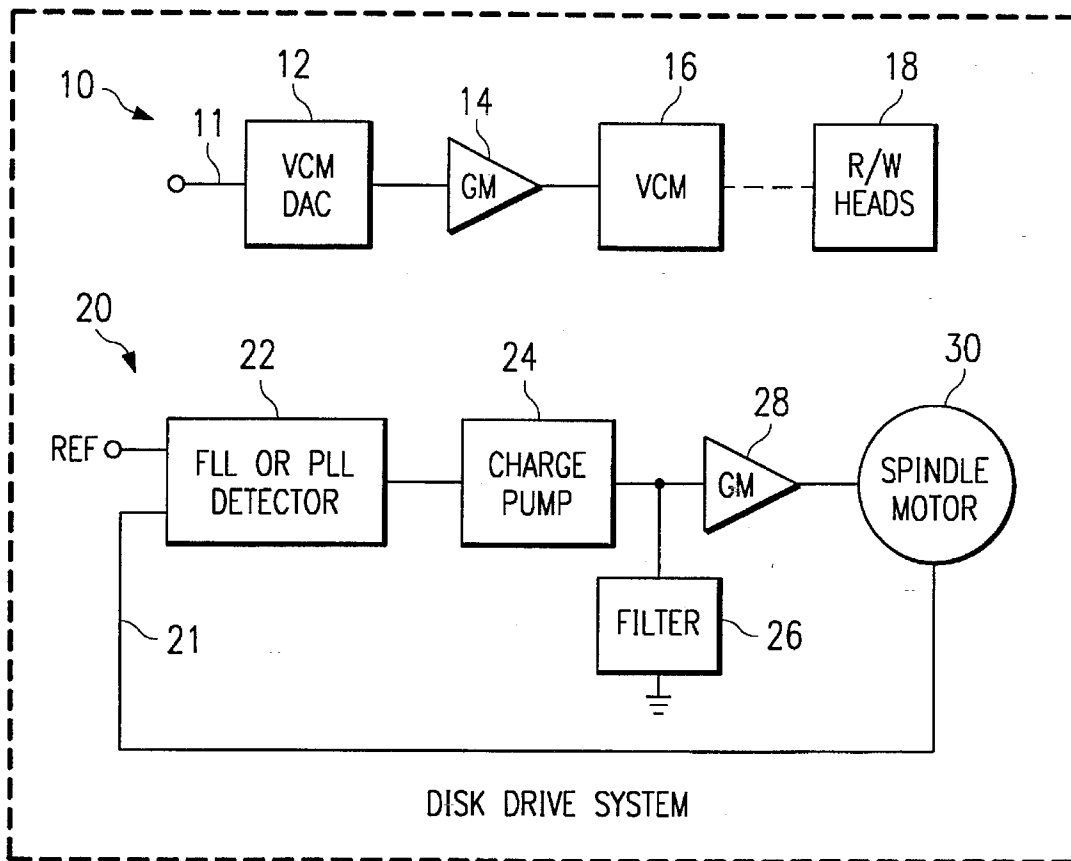 12
16
18
10
14
11
VCM
DAC
GM
VCM
R/W
HEADS
20
22
24
28
30
REF
FLL OR PLL
DETECTOR
CHARGE
PUMP
GM
SPINDLE
MOTOR
21
FILTER
26
DISK DRIVE SYSTEM